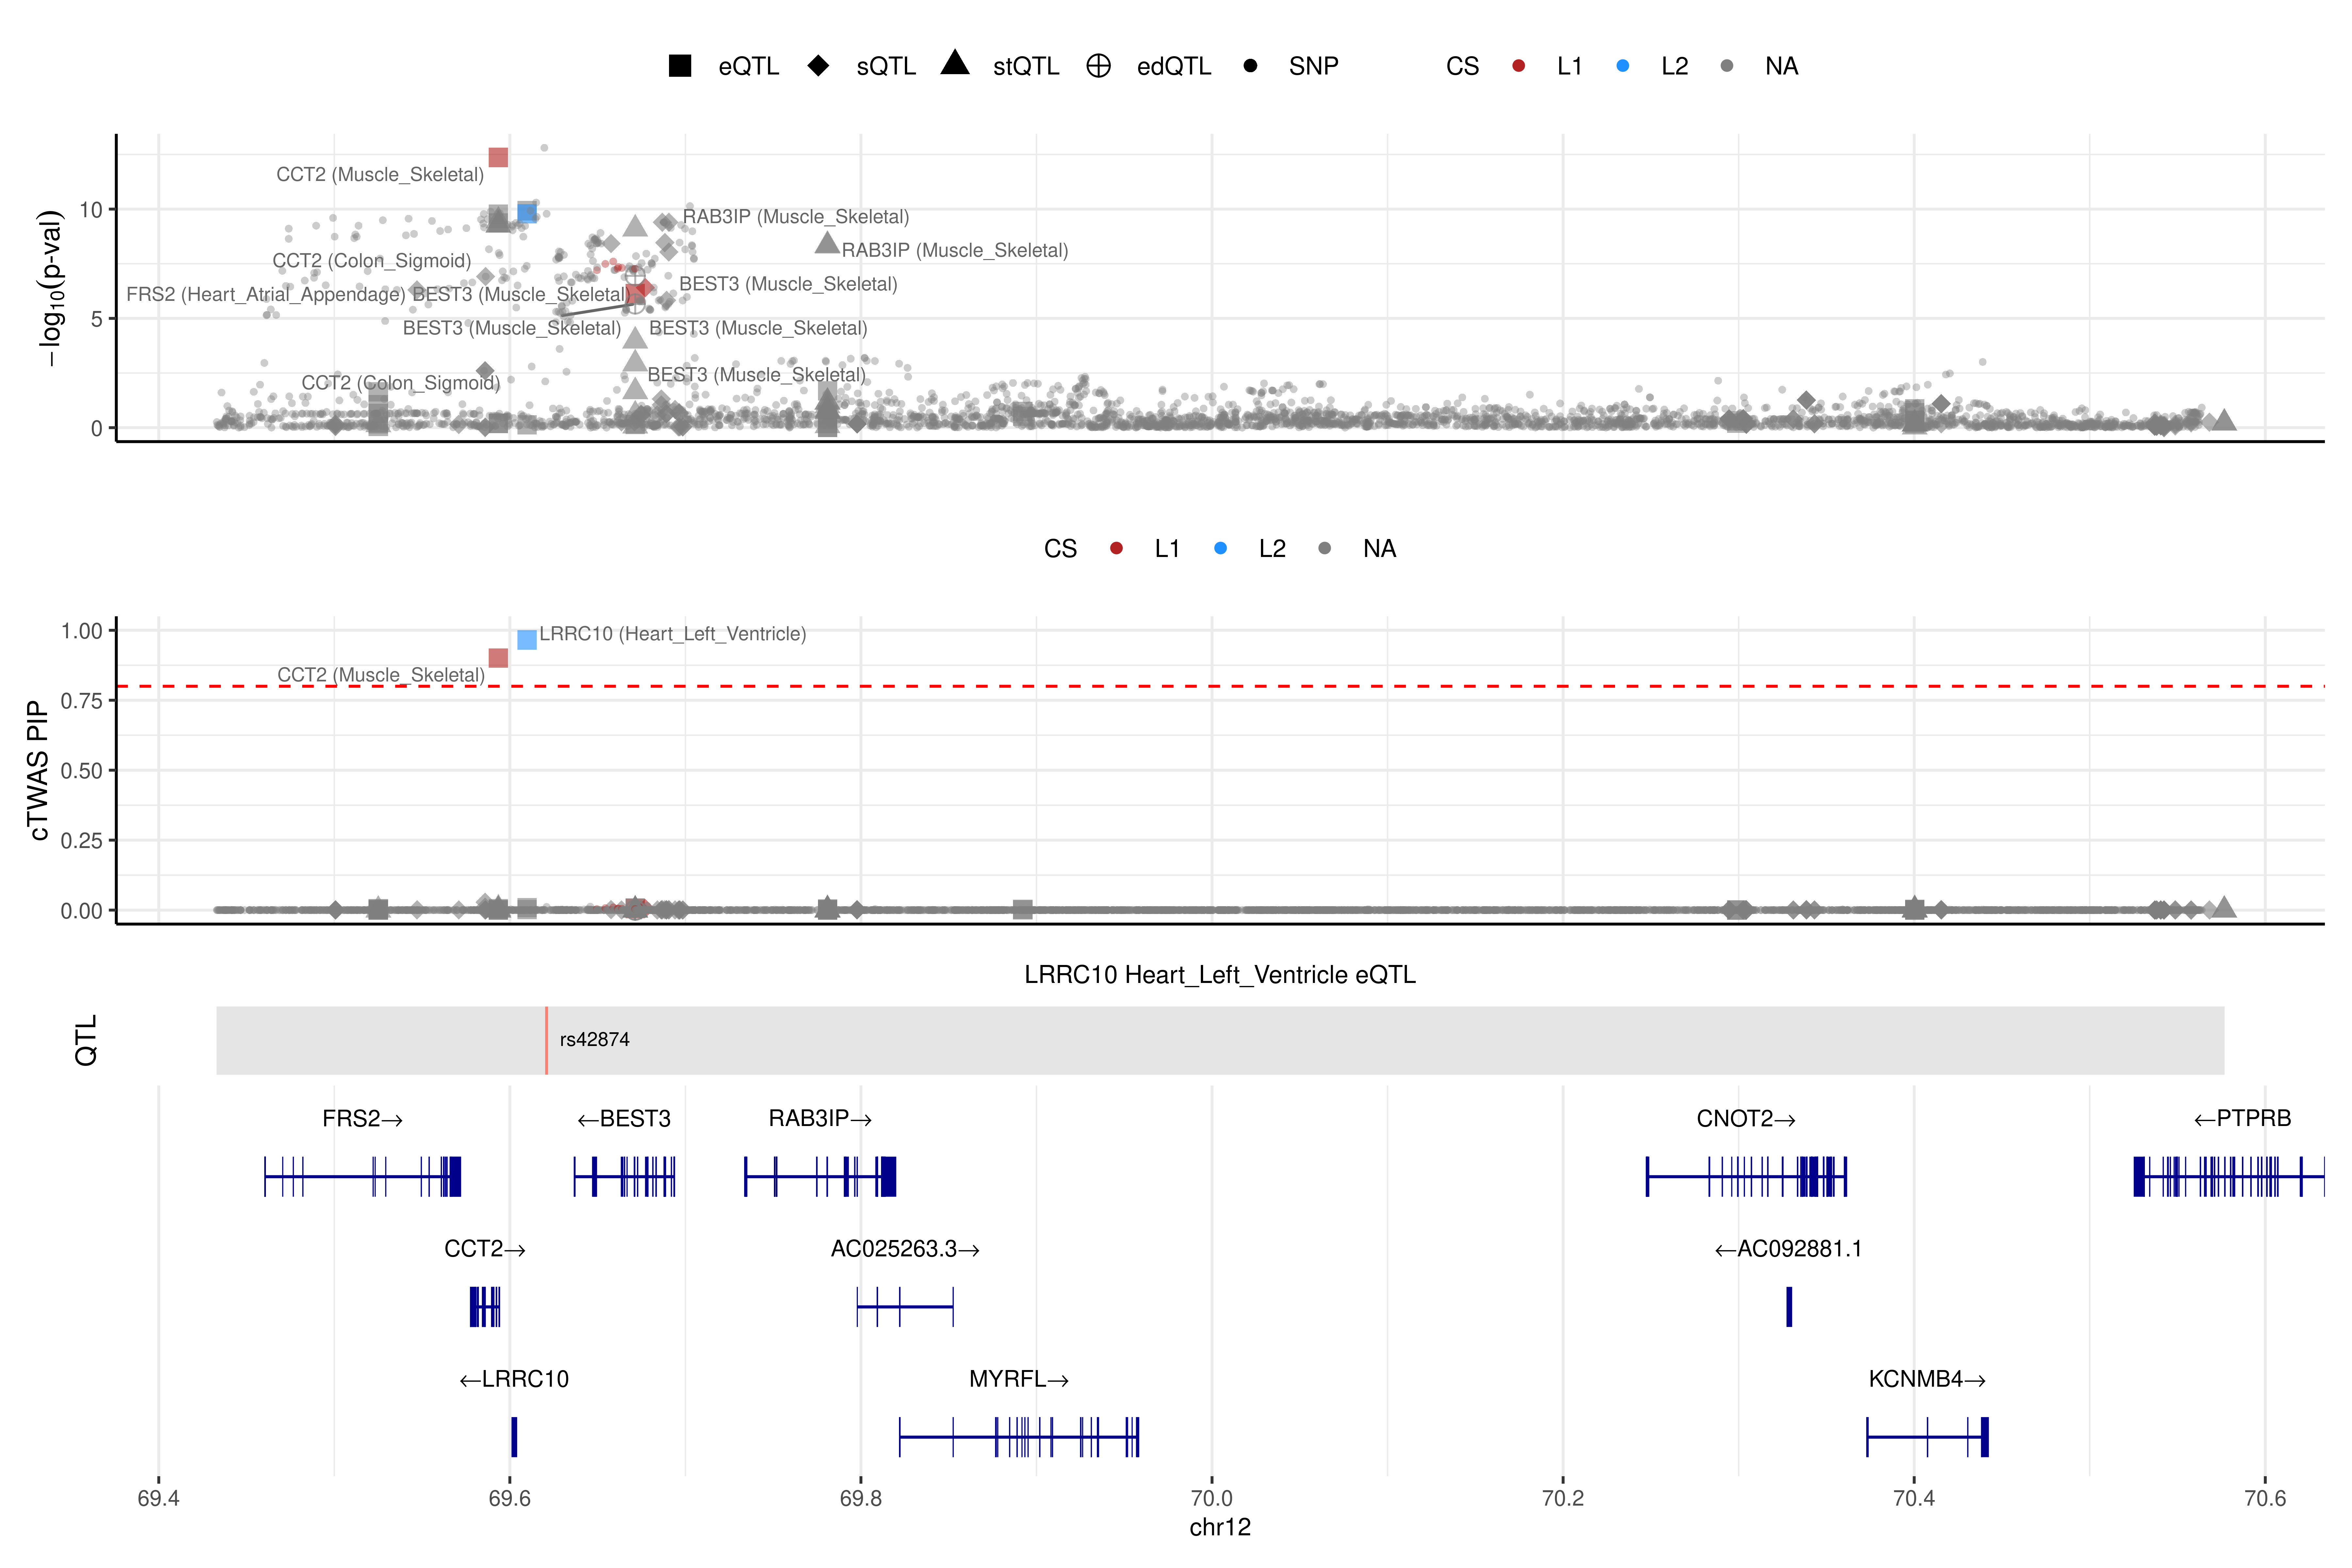 eQTL sQTL stQTL edQTL SNP CS L1 L2 NA
−log10(p-val)
10
5
0
CCT2 (Muscle_Skeletal)
RAB3IP (Muscle_Skeletal)
RAB3IP (Muscle_Skeletal)
CCT2 (Colon_Sigmoid)
BEST3 (Muscle_Skeletal)
FRS2 (Heart_Atrial_Appendage) BEST3 (Muscle_Skeletal)
BEST3 (Muscle_Skeletal) BEST3 (Muscle_Skeletal)
BEST3 (Muscle_Skeletal)
CCT2 (Colon_Sigmoid)
CS L1 L2 NA
cTWAS PIP
1.00
0.75
0.50
0.25
0.00
LRRC10 (Heart_Left_Ventricle)
CCT2 (Muscle_Skeletal)
LRRC10 Heart_Left_Ventricle eQTL
QTL
rs42874
FRS2→ ←BEST3 RAB3IP→ CNOT2→ ←PTPRB
CCT2→ AC025263.3→ ←AC092881.1
←LRRC10 MYRFL→ KCNMB4→
69.4 69.6 69.8 70.0 70.2 70.4 70.6
chr12